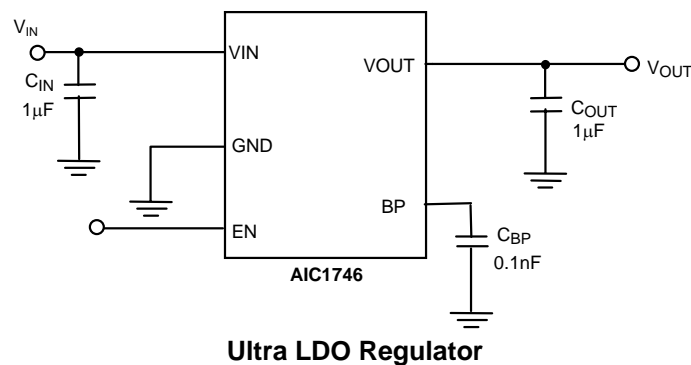 VIN
CIN
1µF
VIN
GND
EN
VOUT
BP
AIC1746
COUT
1µF
VOUT
CBP
0.1nF
Ultra LDO Regulator